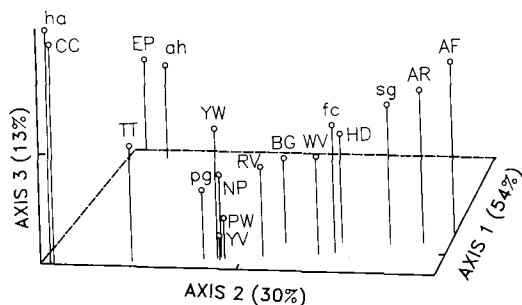 ha
CC
EP
ah
AF
AR
sg
fc
HD
YW
TT
BG
WV
RV
pg
NP
PW
YV
AXIS 3 (13%)
AXIS 2 (30%)
AXIS 1 (54%)